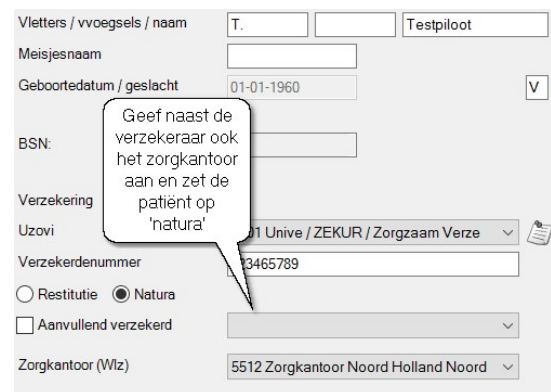 Vletters / vvoegsels / naam T. Testpiloot
Meisjesnaam
Geboortedatum / geslacht 01-01-1960 V
Geef naast de
verzekeraar ook
het zorgkantoor
aan en zet de
patiënt op
'natura'
BSN:
Verzekering
Uzovi 01 Unive / ZEKUR / Zorgzaam Verze
Verzekerdenummer 23465789
Restitutie Natura
Aanvullend verzekerd
Zorgkantoor (Wlz) 5512 Zorgkantoor Noord Holland Noord